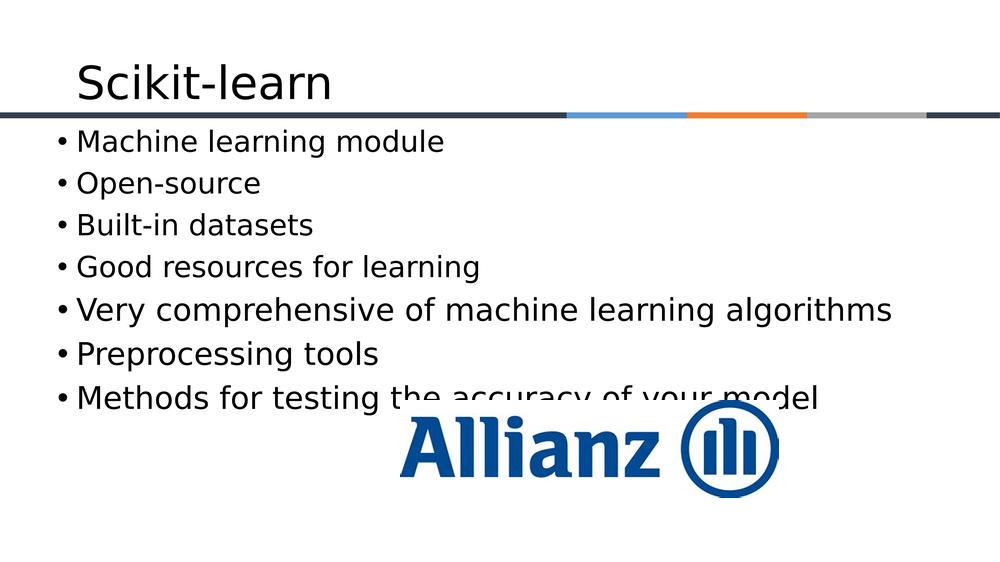 Scikit-learn
• Machine learning module
• Open-source
• Built-in datasets
• Good resources for learning
• Very comprehensive of machine learning algorithms
• Preprocessing tools
• Methods for testing the accuracy of your model
Allianz